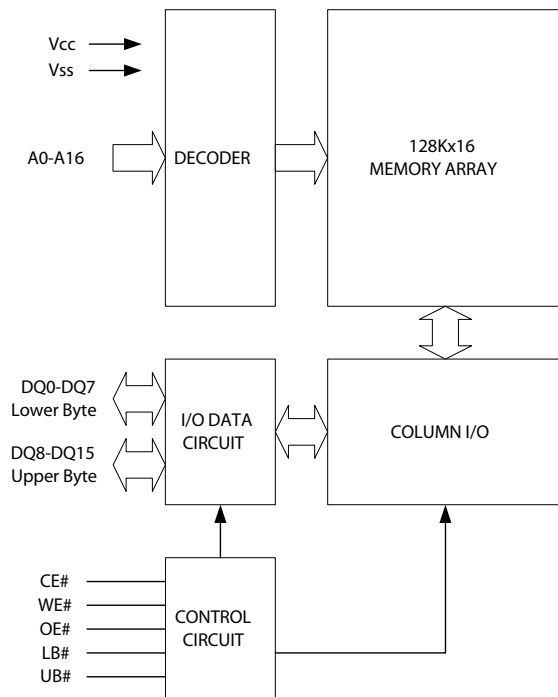 Vcc
Vss
A0-A16
DECODER
128Kx16
MEMORY ARRAY
DQ0-DQ7
Lower Byte
DQ8-DQ15
Upper Byte
I/O DATA
CIRCUIT
COLUMN I/O
CE#
WE#
OE#
LB#
UB#
CONTROL
CIRCUIT